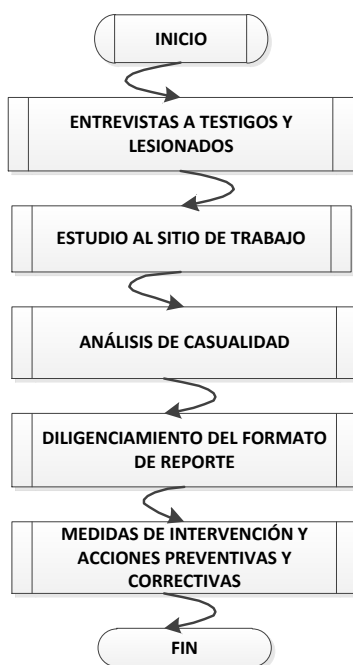 INICIO
ENTREVISTAS A TESTIGOS Y
LESIONADOS
ESTUDIO AL SITIO DE TRABAJO
ANÁLISIS DE CASUALIDAD
DILIGENCIAMIENTO DEL FORMATO
DE REPORTE
MEDIDAS DE INTERVENCIÓN Y
ACCIONES PREVENTIVAS Y
CORRECTIVAS
FIN